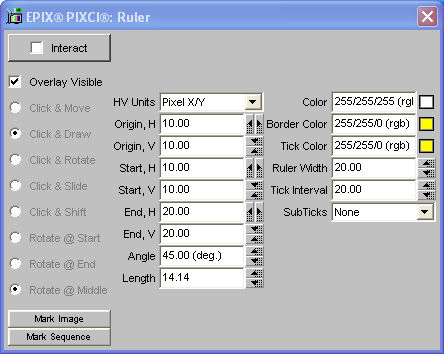 EPIX® PIXCI®: Ruler
Interact
Overlay Visible
Click & Move
Click & Draw
Click & Rotate
Click & Slide
Click & Shift
Rotate @ Start
Rotate @ End
Rotate @ Middle
Mark Image
Mark Sequence
HV Units Pixel X/Y
Origin, H 10.00
Origin, V 10.00
Start, H 10.00
Start, V 10.00
End, H 20.00
End, V 20.00
Angle 45.00 (deg.)
Length 14.14
Color 255/255/255 (rgl
Border Color 255/255/0 (rgb)
Tick Color 255/255/0 (rgb)
Ruler Width 20.00
Tick Interval 20.00
SubTicks None